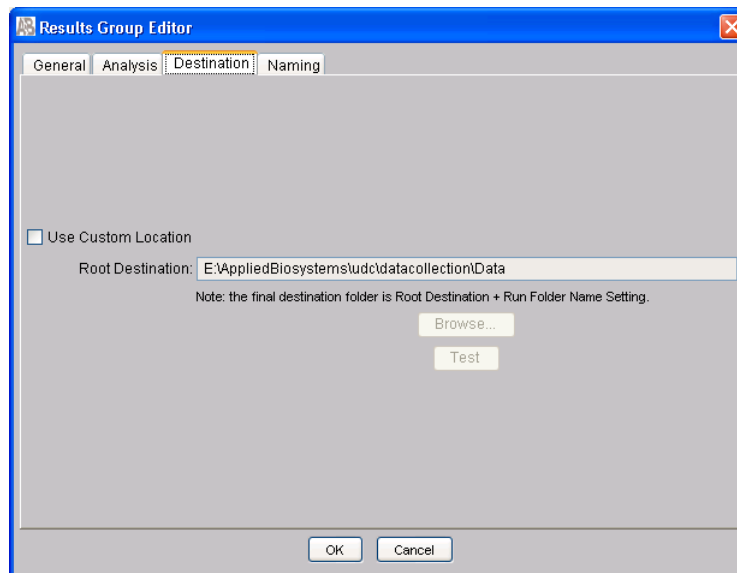 AB Results Group Editor
General Analysis Destination Naming
Use Custom Location
Root Destination: E:\AppliedBiosystems\udc\datacollection\Data
Note: the final destination folder is Root Destination + Run Folder Name Setting.
Browse...
Test
OK Cancel